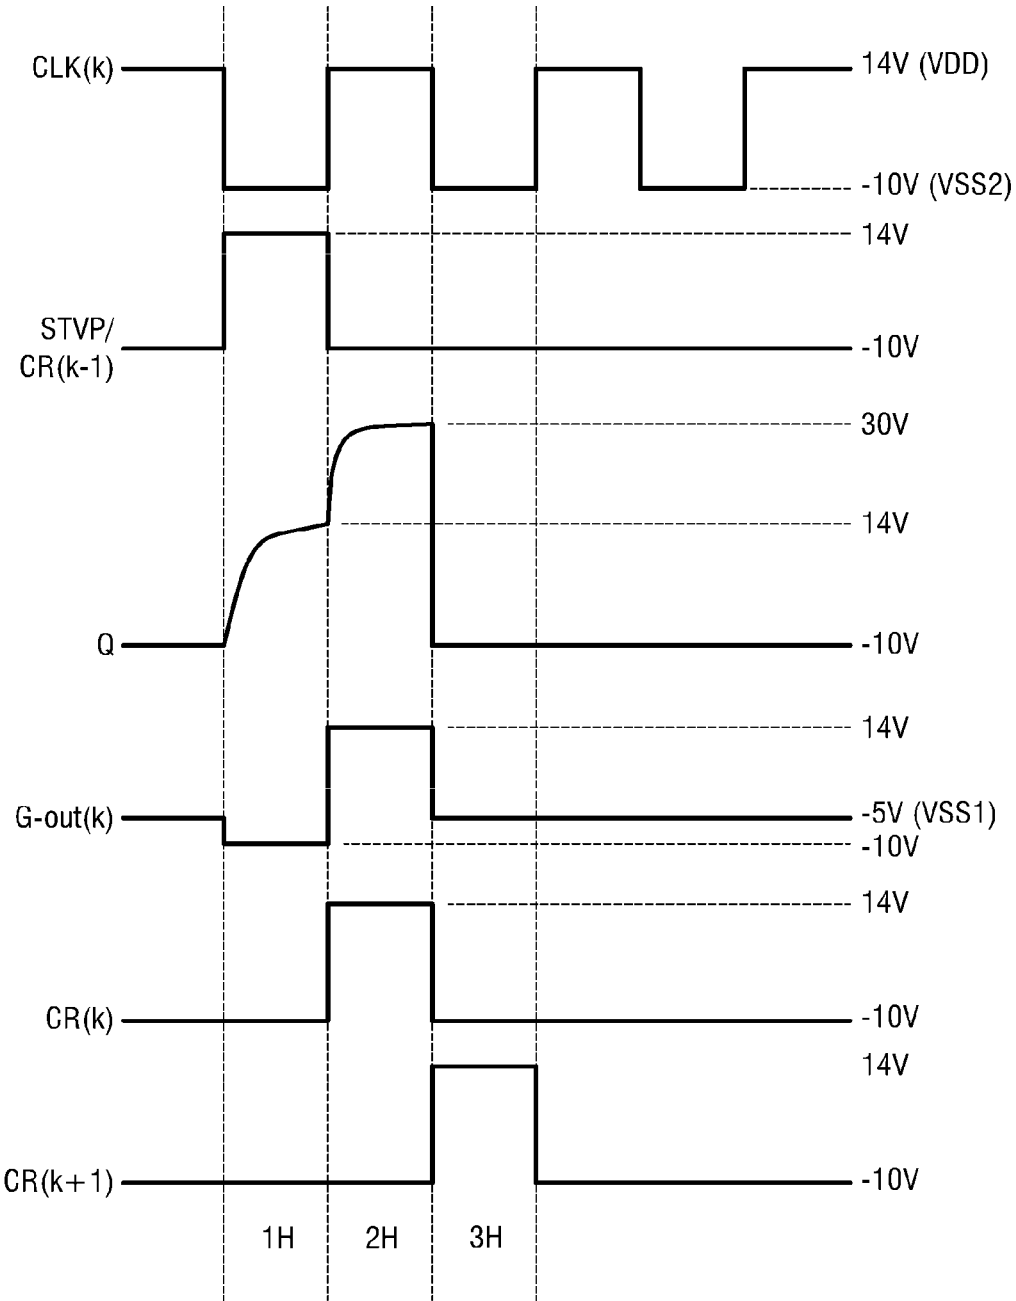 CLK(k)
14V (VDD)
-10V (VSS2)
14V
STVP/
CR(k-1)
-10V
30V
14V
Q
-10V
14V
G-out(k)
-5V (VSS1)
-10V
14V
CR(k)
-10V
14V
CR(k+1)
-10V
1H
2H
3H